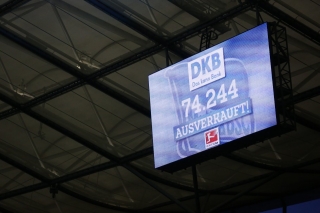 DKB
Das kann Bank
74.244
AUSVERKAUFT!